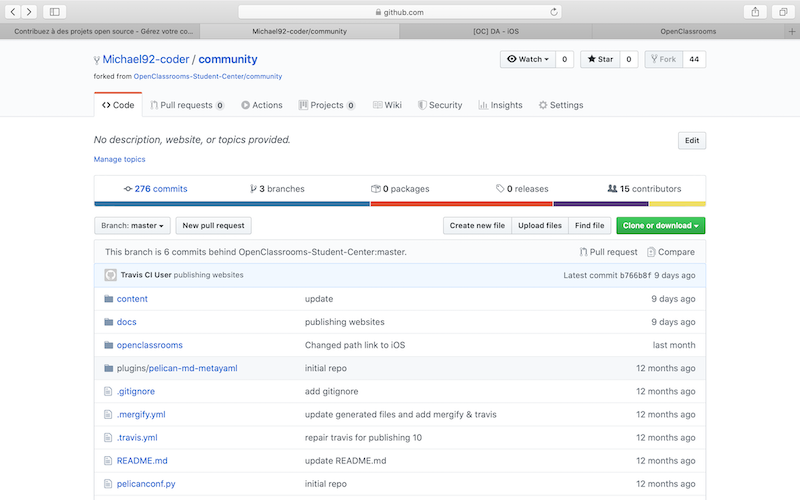 github.com
Contribuez à des projets open source - Gérez votre co...
Michael92-coder/community
[OC] DA - iOS
OpenClassrooms
Michael92-coder / community
Watch 0
Star 0
Fork 44
forked from OpenClassrooms-Student-Center/community
Code
Pull requests 0
Actions
Projects 0
Wiki
Security
Insights
Settings
No description, website, or topics provided.
Edit
Manage topics
276 commits
3 branches
0 packages
0 releases
15 contributors
Branch: master
New pull request
Create new file
Upload files
Find file
Clone or download
This branch is 6 commits behind OpenClassrooms-Student-Center:master.
Pull request
Compare
Travis CI User publishing websites
Latest commit b766b8f 9 days ago
content update 9 days ago
docs publishing websites 9 days ago
openclassrooms Changed path link to iOS last month
plugins/pelican-md-metayaml initial repo 12 months ago
.gitignore add gitignore 12 months ago
.mergify.yml update generated files and add mergify & travis 12 months ago
.travis.yml repair travis for publishing 10 12 months ago
README.md update README.md 12 months ago
pelicanconf.py initial repo 12 months ago